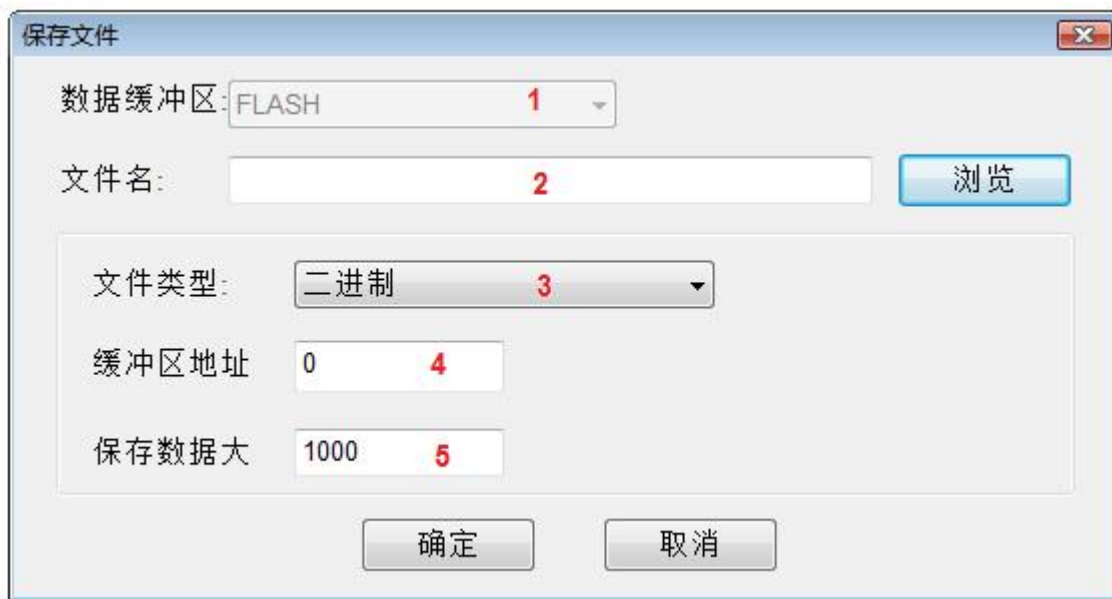 保存文件
数据缓冲区: FLASH 1
文件名: 2 浏览
文件类型: 二进制 3
缓冲区地址 0 4
保存数据大 1000 5
确定 取消